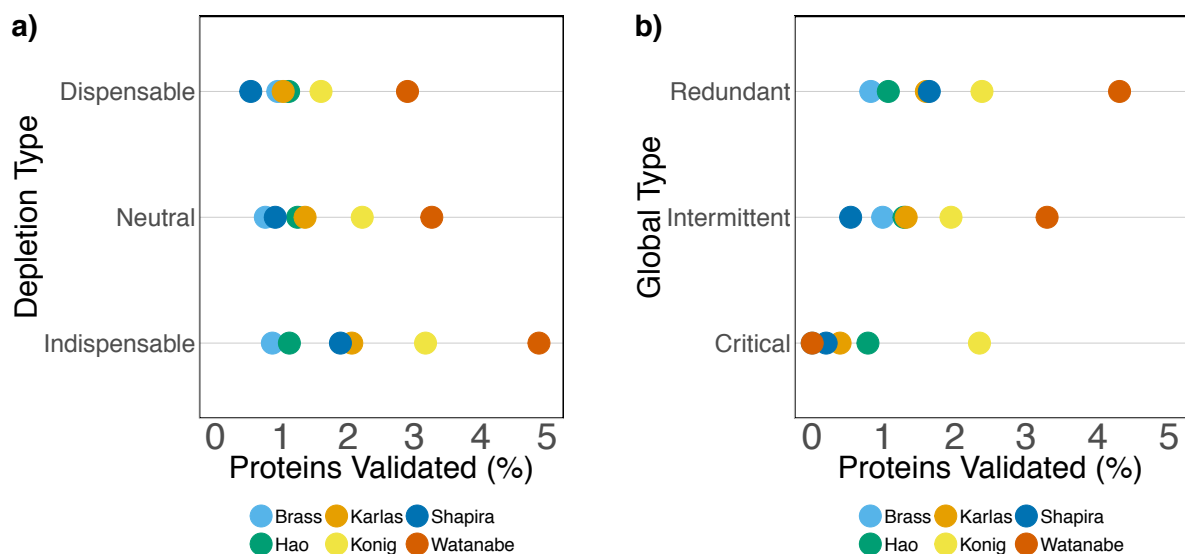 a)
Depletion Type
Dispensable
Neutral
Indispensable
0 1 2 3 4 5
Proteins Validated (%)
Brass Karlas Shapira
Hao Konig Watanabe
b)
Global Type
Redundant
Intermittent
Critical
0 1 2 3 4 5
Proteins Validated (%)
Brass Karlas Shapira
Hao Konig Watanabe